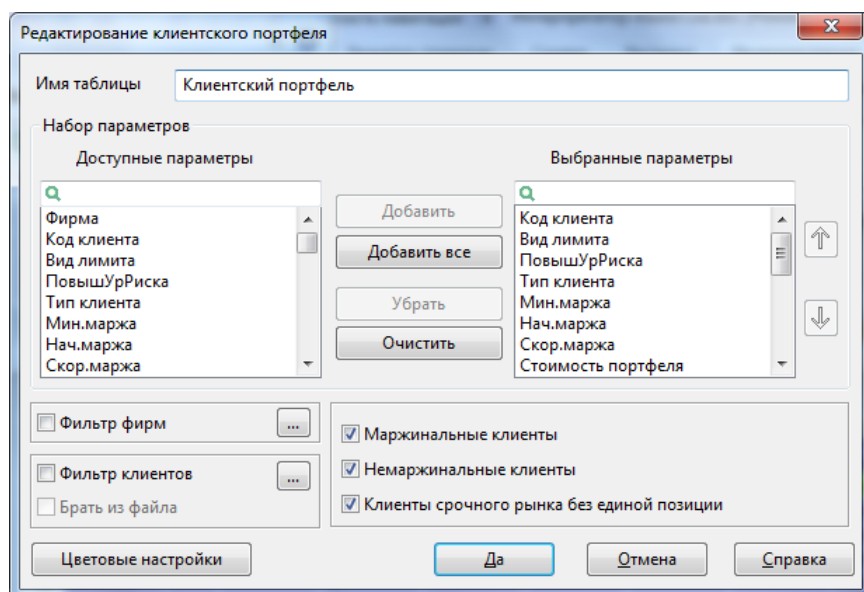 Редактирование клиентского портфеля
Имя таблицы Клиентский портфель
Набор параметров
Доступные параметры
Фирма
Код клиента
Вид лимита
ПовышУрРиска
Тип клиента
Мин.маржа
Нач.маржа
Скор.маржа
Добавить
Добавить все
Убрать
Очистить
Выбранные параметры
Код клиента
Вид лимита
ПовышУрРиска
Тип клиента
Мин.маржа
Нач.маржа
Скор.маржа
Стоимость портфеля
Фильтр фирм ...
Фильтр клиентов ...
Брать из файла
Маржинальные клиенты
Немаржинальные клиенты
Клиенты срочного рынка без единой позиции
Цветовые настройки Да Отмена Справка